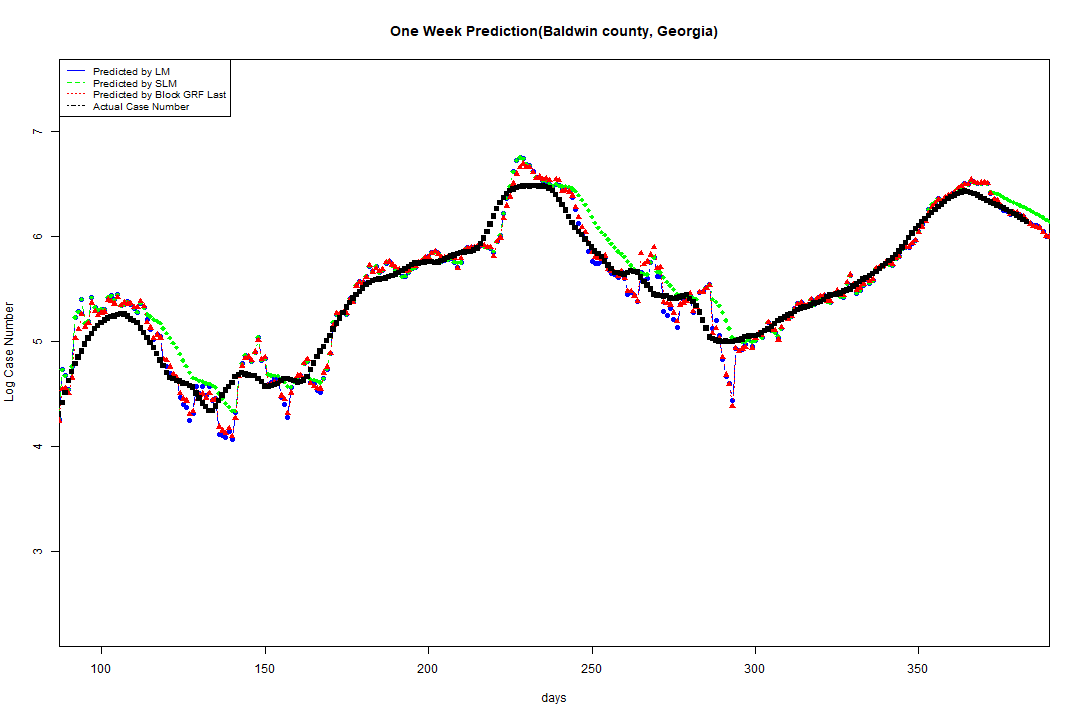 One Week Prediction(Baldwin county, Georgia)
Predicted by LM
Predicted by SLM
Predicted by Block GRF Last
Actual Case Number
7
6
5
4
3
Log Case Number
100 150 200 250 300 350
days